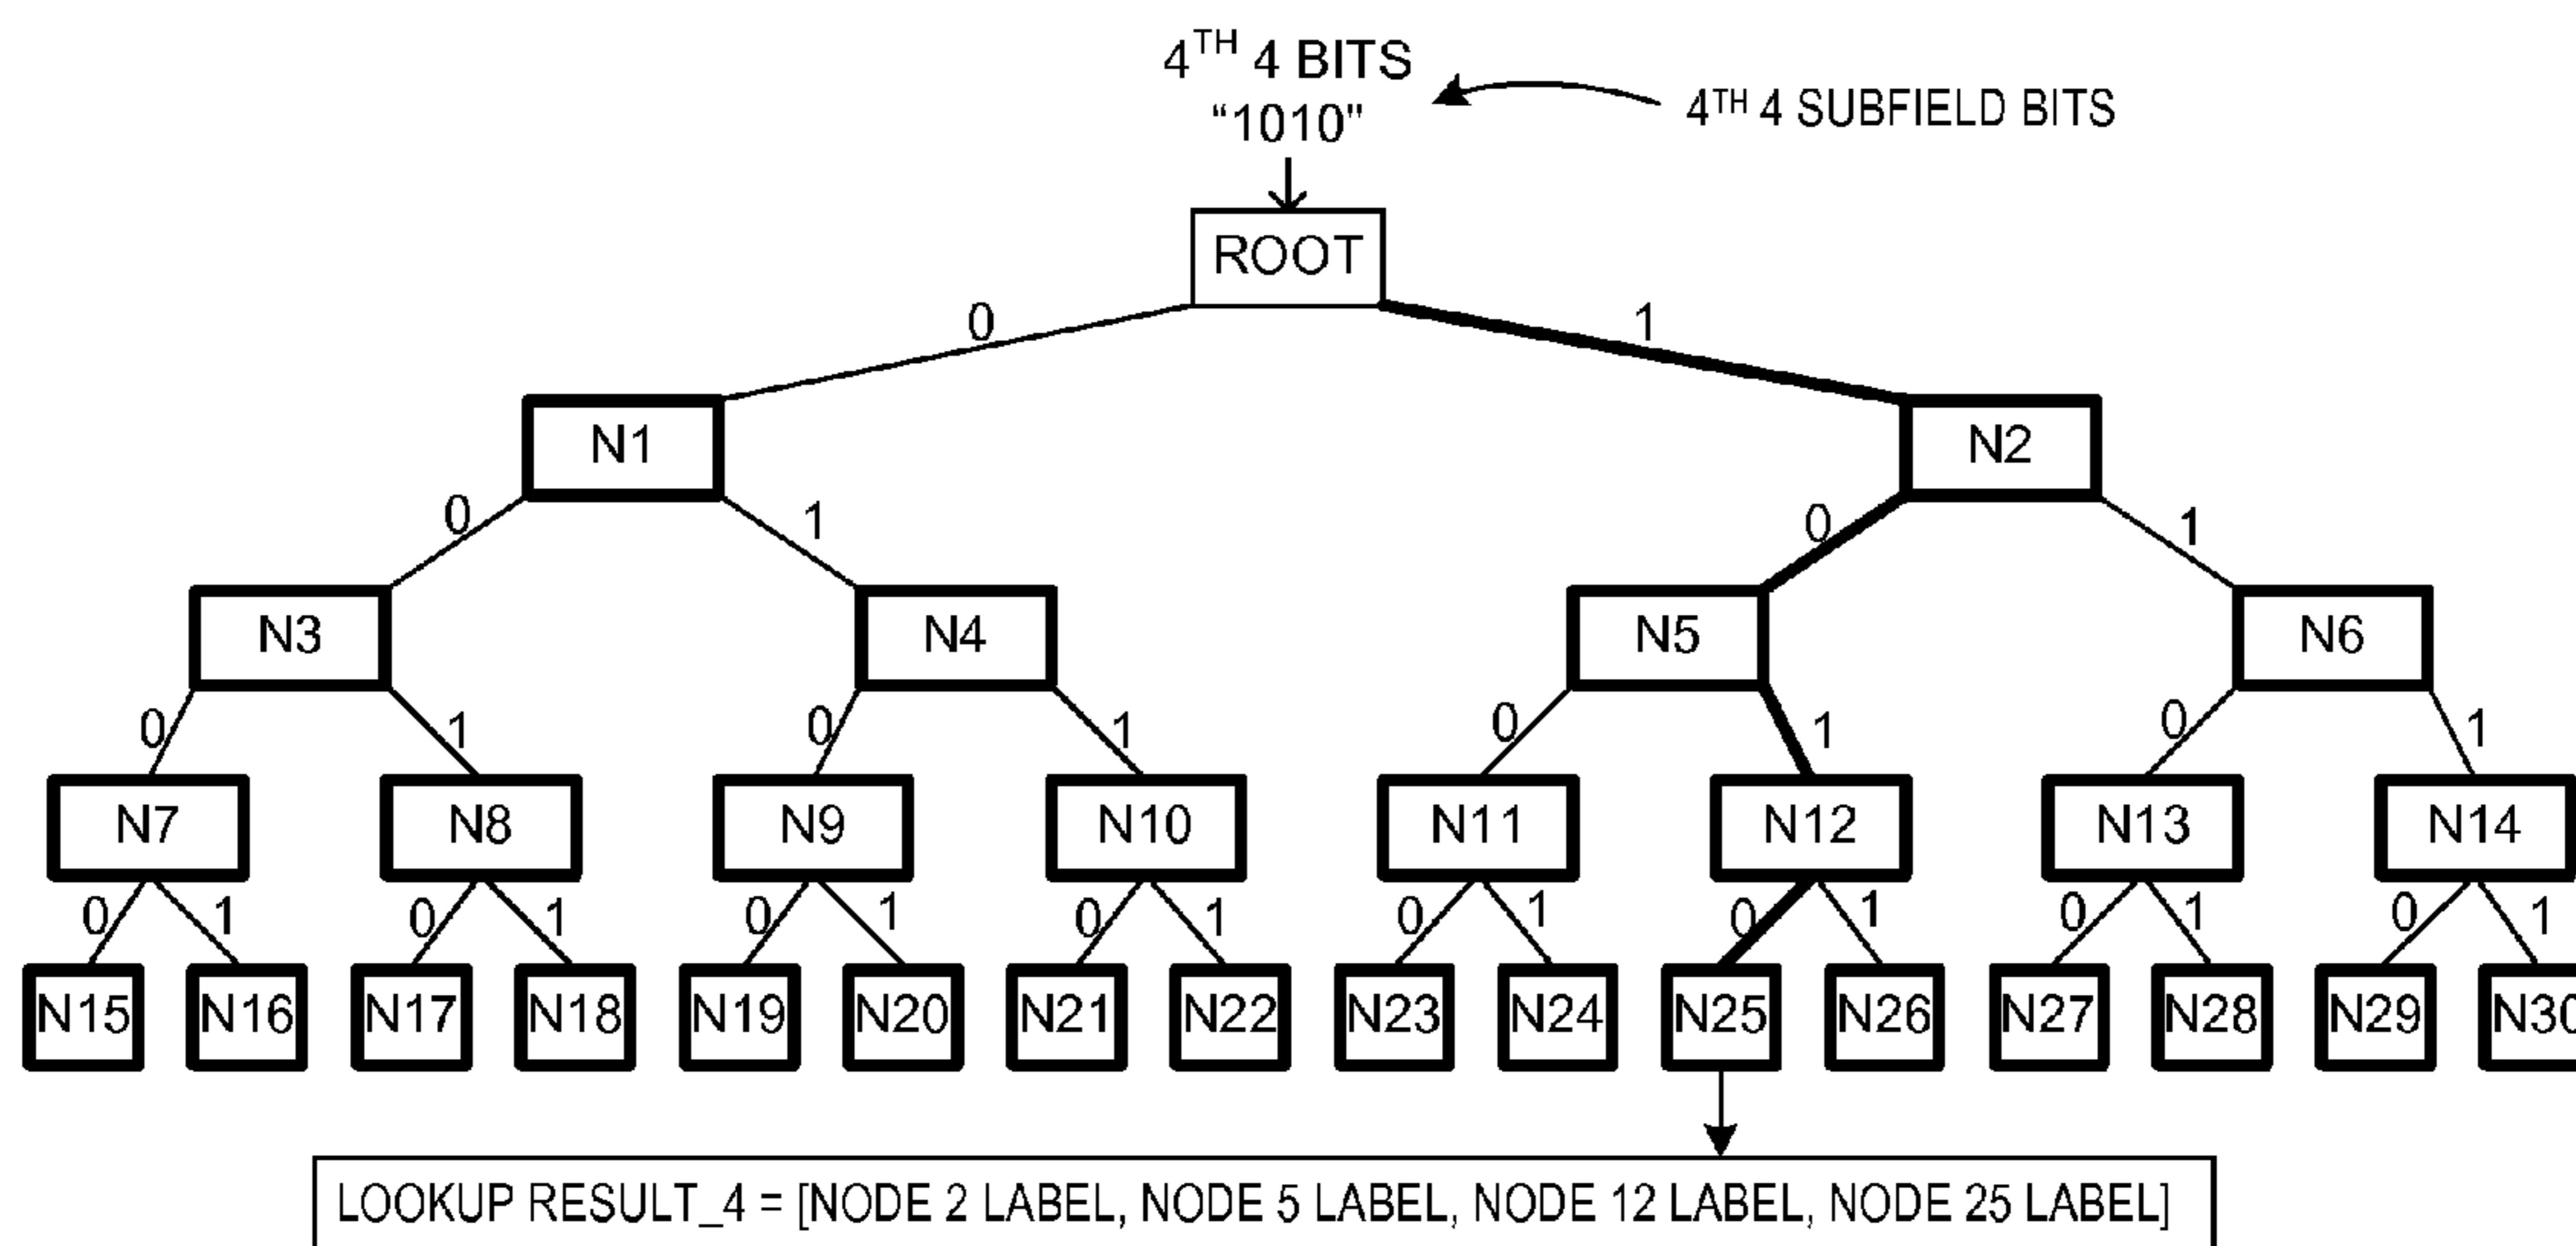 4TH 4 BITS
“1010"
4TH 4 SUBFIELD BITS
ROOT
0 1
N1 N2
0 1 0 1
N3 N4 N5 N6
0 1 0 1 0 1 0 1
N7 N8 N9 N10 N11 N12 N13 N14
0 1 0 1 0 1 0 1 0 1 0 1 0 1 0 1
N15 N16 N17 N18 N19 N20 N21 N22 N23 N24 N25 N26 N27 N28 N29 N30
LOOKUP RESULT_4 = [NODE 2 LABEL, NODE 5 LABEL, NODE 12 LABEL, NODE 25 LABEL]